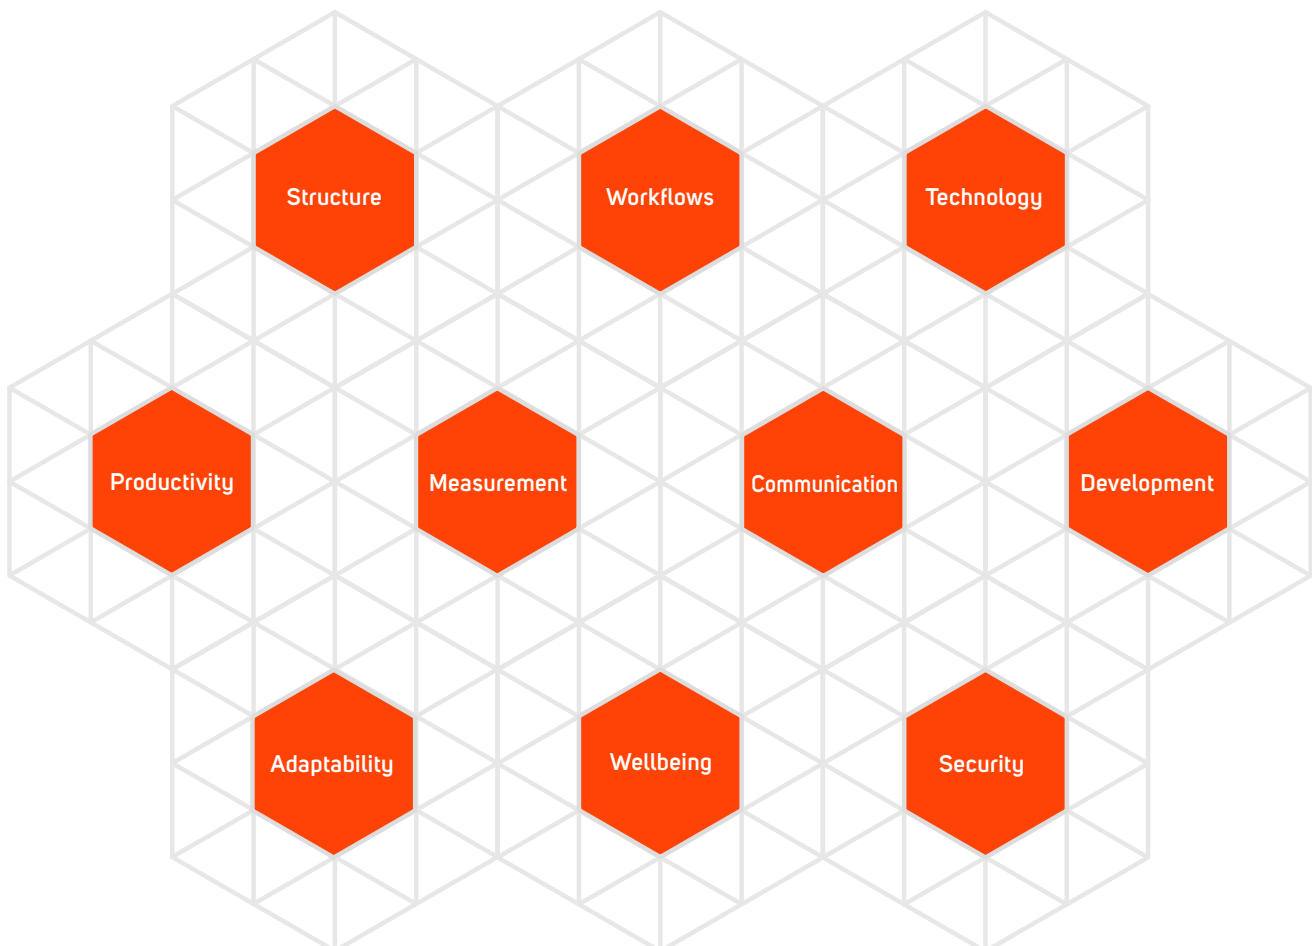 Structure
Workflows
Technology
Productivity
Measurement
Communication
Development
Adaptability
Wellbeing
Security